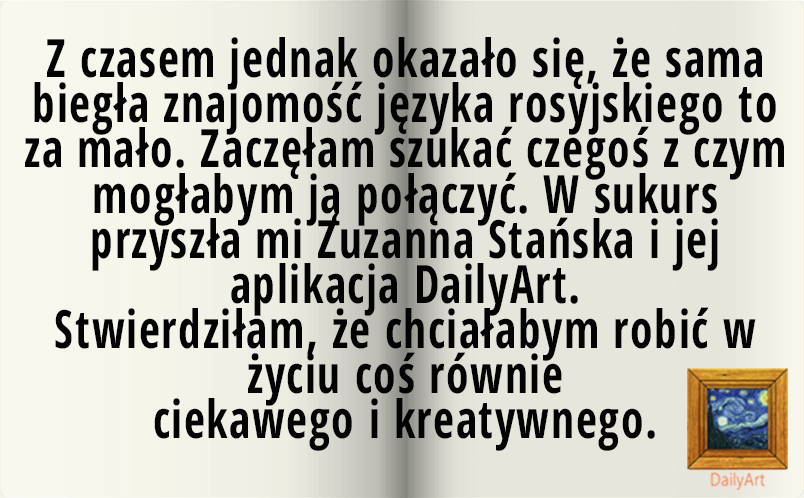 Z czasem jednak okazało się, że sama
biegła znajomość języka rosyjskiego to
za mało. Zaczęłam szukać czegoś z czym
mogłabym ją połączyć. W sukurs
przyszła mi Zuzanna Stańska i jej
aplikacja DailyArt.
Stwierdziłam, że chciałabym robić w
życiu coś równie
ciekawego i kreatywnego.
DailyArt